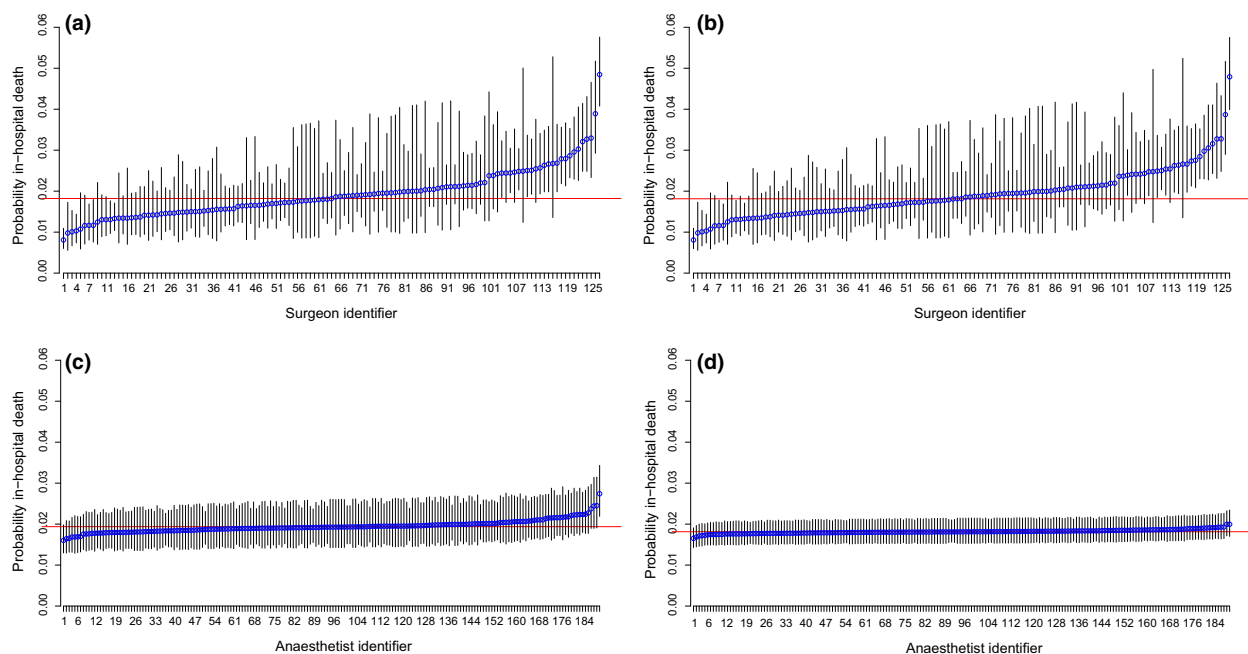 (a)
Probability in-hospital death
0.00 0.01 0.02 0.03 0.04 0.05 0.06
1 4 7 11 16 21 26 31 36 41 46 51 56 61 66 71 76 81 86 91 96 101 107 113 119 125
Surgeon identifier
(b)
Probability in-hospital death
0.00 0.01 0.02 0.03 0.04 0.05 0.06
1 4 7 11 16 21 26 31 36 41 46 51 56 61 66 71 76 81 86 91 96 101 107 113 119 125
Surgeon identifier
(c)
Probability in-hospital death
0.00 0.01 0.02 0.03 0.04 0.05 0.06
1 6 12 19 26 33 40 47 54 61 68 75 82 89 96 104 112 120 128 136 144 152 160 168 176 184
Anaesthetist identifier
(d)
Probability in-hospital death
0.00 0.01 0.02 0.03 0.04 0.05 0.06
1 6 12 19 26 33 40 47 54 61 68 75 82 89 96 104 112 120 128 136 144 152 160 168 176 184
Anaesthetist identifier